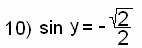 10) sin y = - √2/2